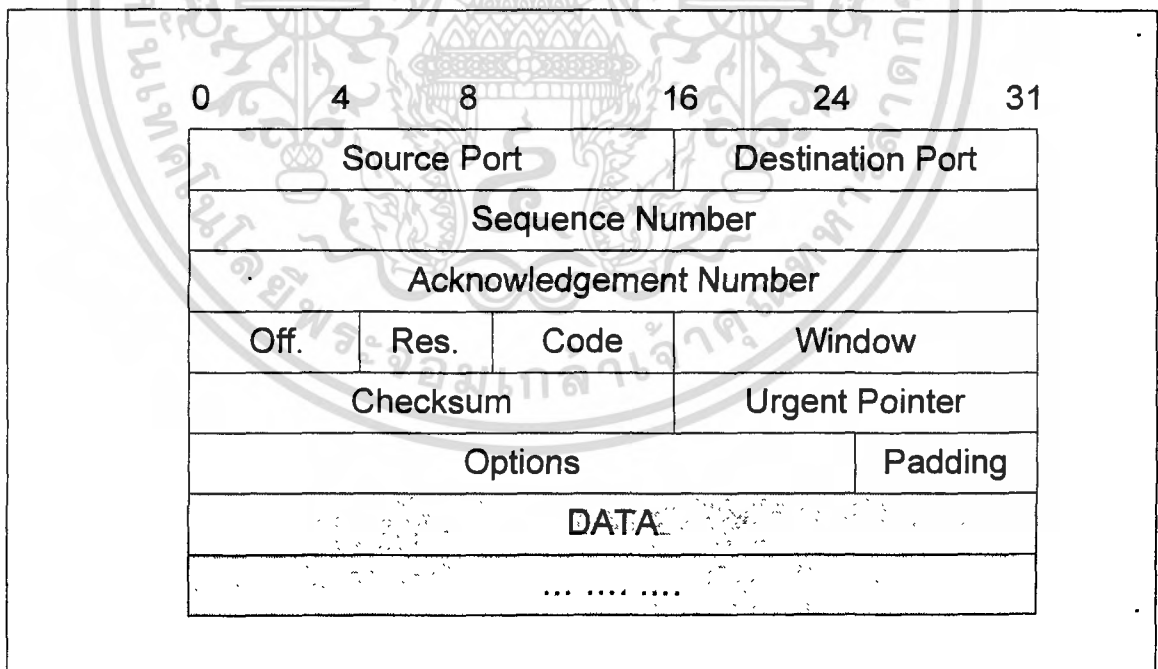 0 4 8 16 24 31
Source Port Destination Port
Sequence Number
Acknowledgement Number
Off. Res. Code Window
Checksum Urgent Pointer
Options Padding
DATA
... .... ....